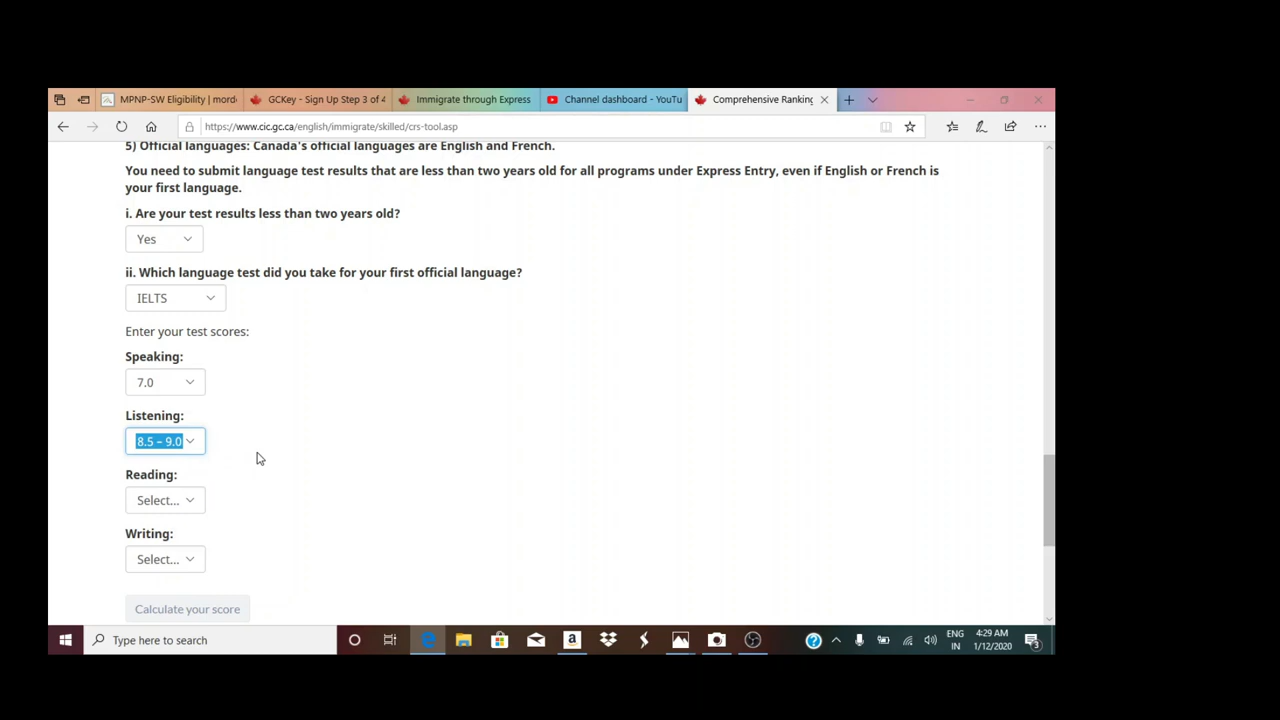 MPNP-SW Eligibility | mord
GCKey - Sign Up Step 3 of 4
Immigrate through Express
Channel dashboard - YouTu
Comprehensive Ranking
https://www.cic.gc.ca/english/immigrate/skilled/crs-tool.asp
5) Official languages: Canada's official languages are English and French.
You need to submit language test results that are less than two years old for all programs under Express Entry, even if English or French is
your first language.
i. Are your test results less than two years old?
Yes
ii. Which language test did you take for your first official language?
IELTS
Enter your test scores:
Speaking:
7.0
Listening:
8.5 – 9.0
Reading:
Select...
Writing:
Select...
Calculate your score
Type here to search
ENG
IN
4:29 AM
1/12/2020
3